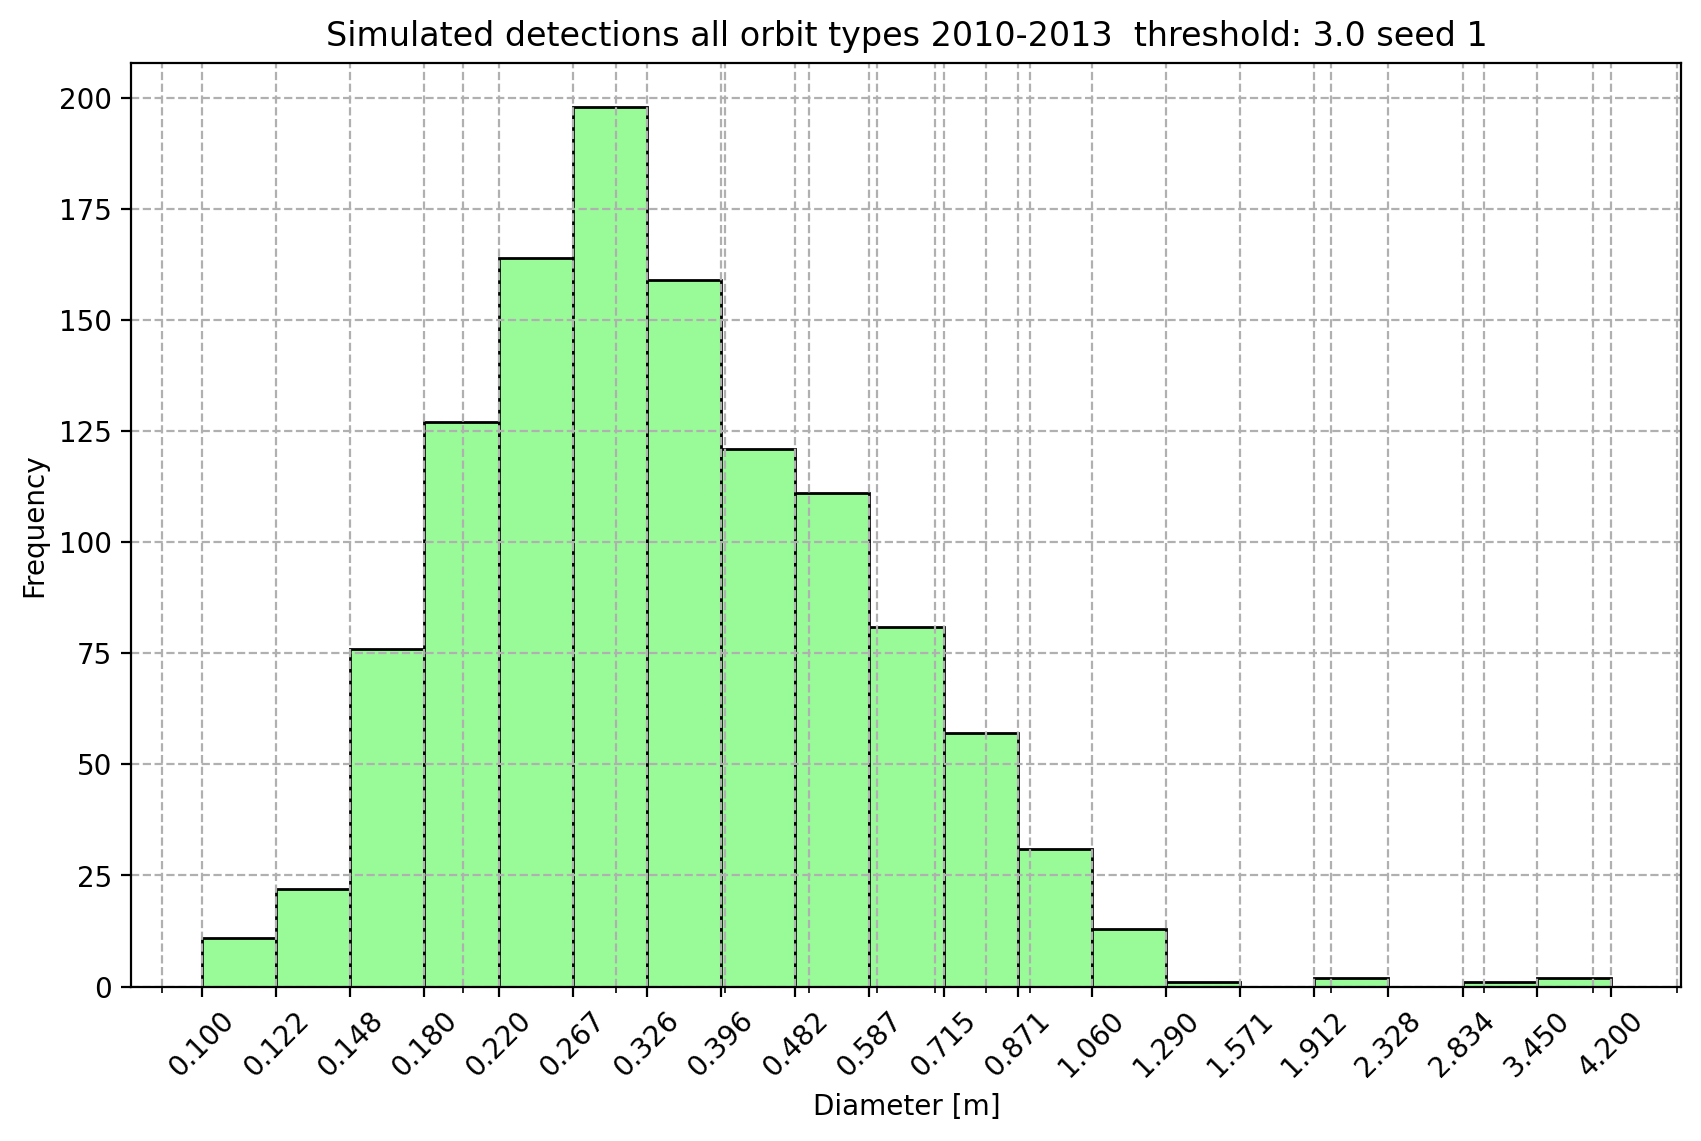 Simulated detections all orbit types 2010-2013  threshold: 3.0 seed 1
200
175
150
125
100
75
50
25
0
Frequency
0.100 0.122 0.148 0.180 0.220 0.267 0.326 0.396 0.482 0.587 0.715 0.871 1.060 1.290 1.571 1.912 2.328 2.834 3.450 4.200
Diameter [m]